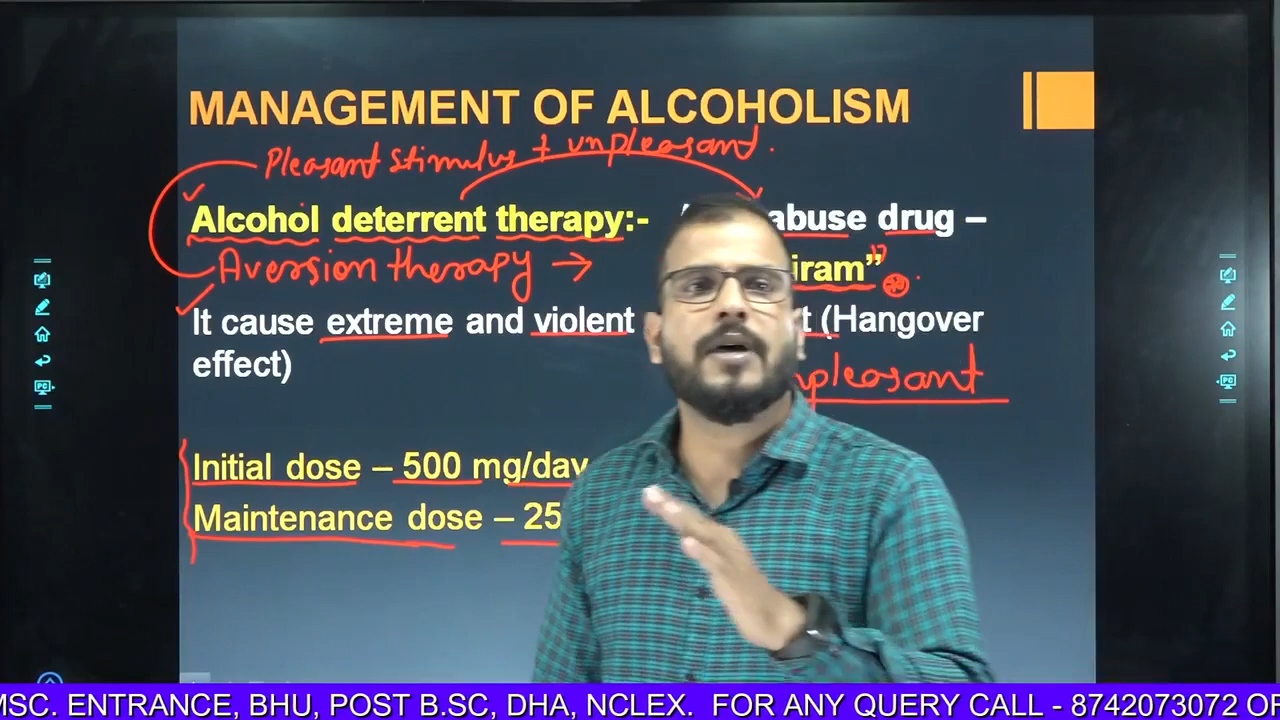 MANAGEMENT OF ALCOHOLISM
Pleasant stimulus + unpleasant.
Alcohol deterrent therapy:- abuse drug –
Aversion therapy → iram”
It cause extreme and violent t (Hangover
effect)
npleasant
Initial dose – 500 mg/day
Maintenance dose – 25
MSC. ENTRANCE, BHU, POST B.SC, DHA, NCLEX. FOR ANY QUERY CALL - 8742073072 OR